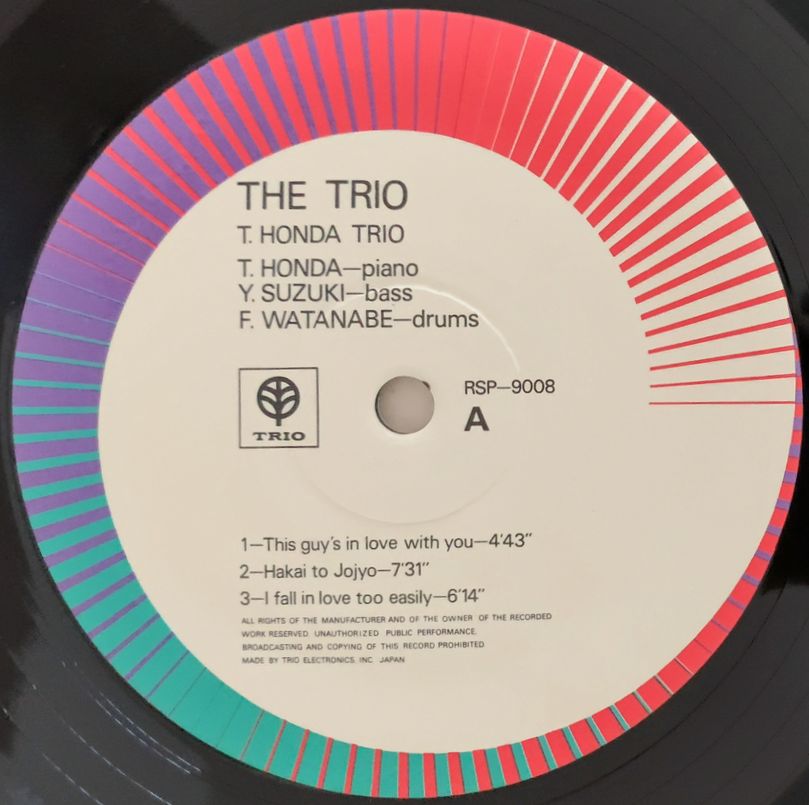 THE TRIO
T. HONDA TRIO
T. HONDA—piano
Y. SUZUKI—bass
F. WATANABE—drums
TRIO
RSP—9008
A
1—This guy's in love with you—4'43"
2—Hakai to Jojyo—7'31"
3—I fall in love too easily—6'14"
ALL RIGHTS OF THE MANUFACTURER AND OF THE OWNER OF THE RECORDED
WORK RESERVED UNAUTHORIZED PUBLIC PERFORMANCE,
BROADCASTING AND COPYING OF THIS RECORD PROHIBITED
MADE BY TRIO ELECTRONICS INC JAPAN